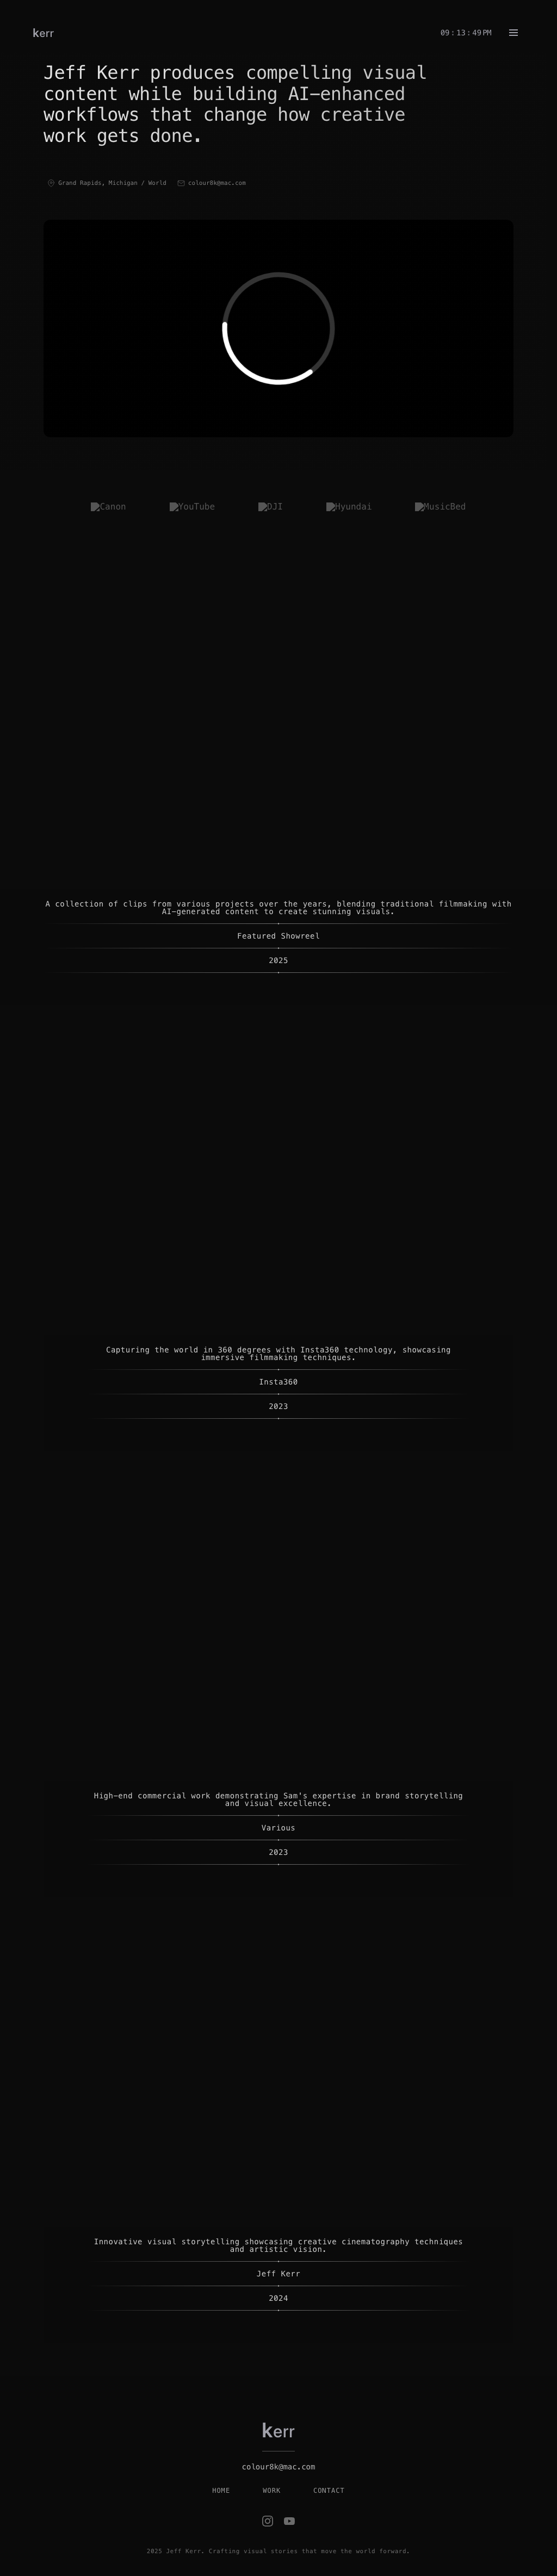 kerr
09:13:49PM
Jeff Kerr produces compelling visual
content while building AI-enhanced
workflows that change how creative
work gets done.
Grand Rapids, Michigan / World
colour8k@mac.com
Canon
YouTube
DJI
Hyundai
MusicBed
A collection of clips from various projects over the years, blending traditional filmmaking with
AI-generated content to create stunning visuals.
Featured Showreel
2025
Capturing the world in 360 degrees with Insta360 technology, showcasing
immersive filmmaking techniques.
Insta360
2023
High-end commercial work demonstrating Sam's expertise in brand storytelling
and visual excellence.
Various
2023
Innovative visual storytelling showcasing creative cinematography techniques
and artistic vision.
Jeff Kerr
2024
kerr
colour8k@mac.com
HOME WORK CONTACT
2025 Jeff Kerr. Crafting visual stories that move the world forward.